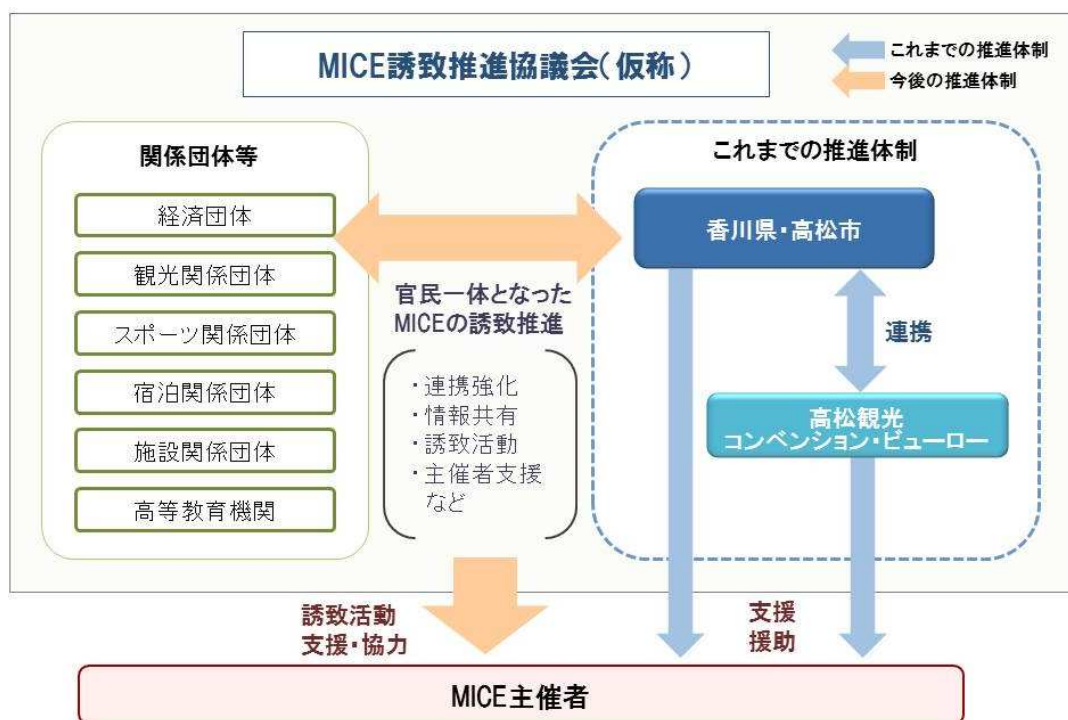 MICE誘致推進協議会(仮称)
これまでの推進体制
今後の推進体制
関係団体等
経済団体
観光関係団体
スポーツ関係団体
宿泊関係団体
施設関係団体
高等教育機関
官民一体となった
MICEの誘致推進
・連携強化
・情報共有
・誘致活動
・主催者支援
など
これまでの推進体制
香川県・高松市
連携
高松観光
コンベンション・ビューロー
誘致活動
支援・協力
支援
援助
MICE主催者